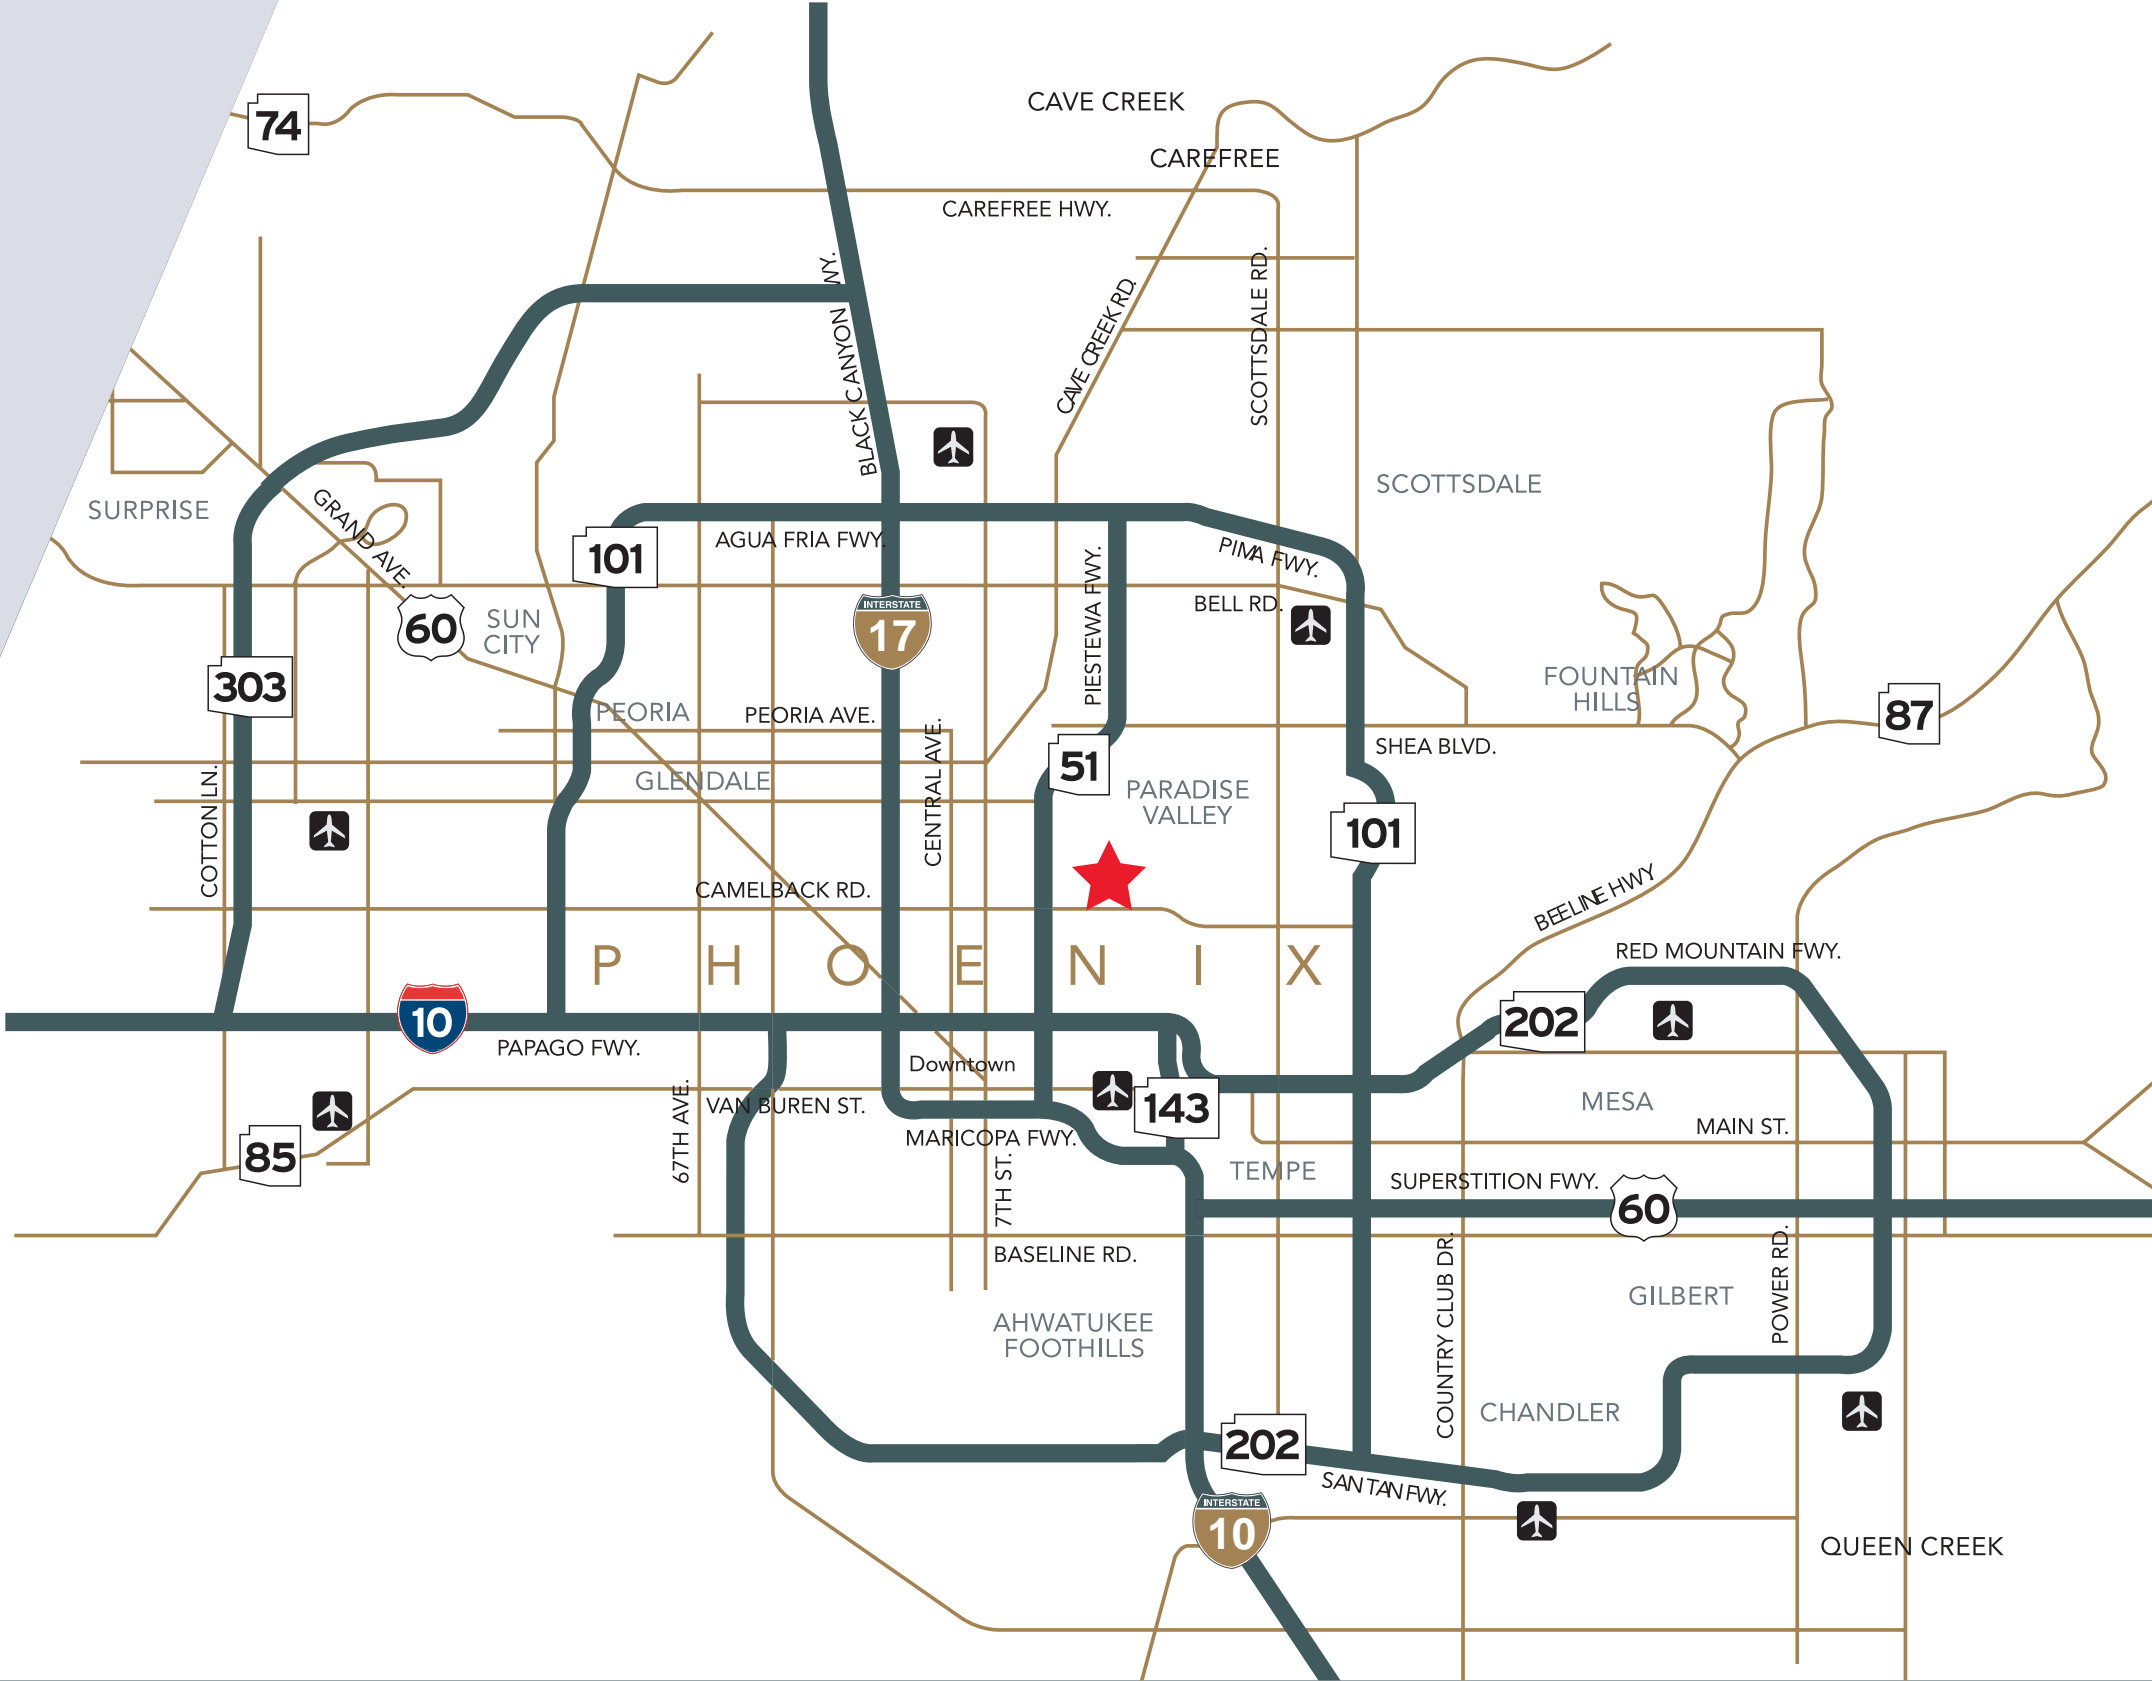 CAVE CREEK
74
CAREFREE
CAREFREE HWY.
BLACK CANYON
WY.
CAVE CREEK RD.
SCOTTSDALE RD.
SCOTTSDALE
SURPRISE
GRAND AVE.
101
AGUA FRIA FWY.
PIMA FWY.
PIESTEWA FWY.
BELL RD.
60
SUN
CITY
INTERSTATE
17
303
FOUNTAIN
HILLS
87
PEORIA
PEORIA AVE.
CENTRAL AVE.
SHEA BLVD.
51
GLENDALE
PARADISE
VALLEY
COTTON LN.
101
CAMELBACK RD.
BEELINE HWY
PHOENIX
RED MOUNTAIN FWY.
10
202
PAPAGO FWY.
Downtown
67TH AVE.
VAN BUREN ST.
143
MESA
MAIN ST.
MARICOPA FWY.
85
7TH ST.
TEMPE
SUPERSTITION FWY.
60
BASELINE RD.
COUNTRY CLUB DR.
POWER RD.
GILBERT
AHWATUKEE
FOOTHILLS
CHANDLER
202
SAN TAN FWY.
INTERSTATE
10
QUEEN CREEK